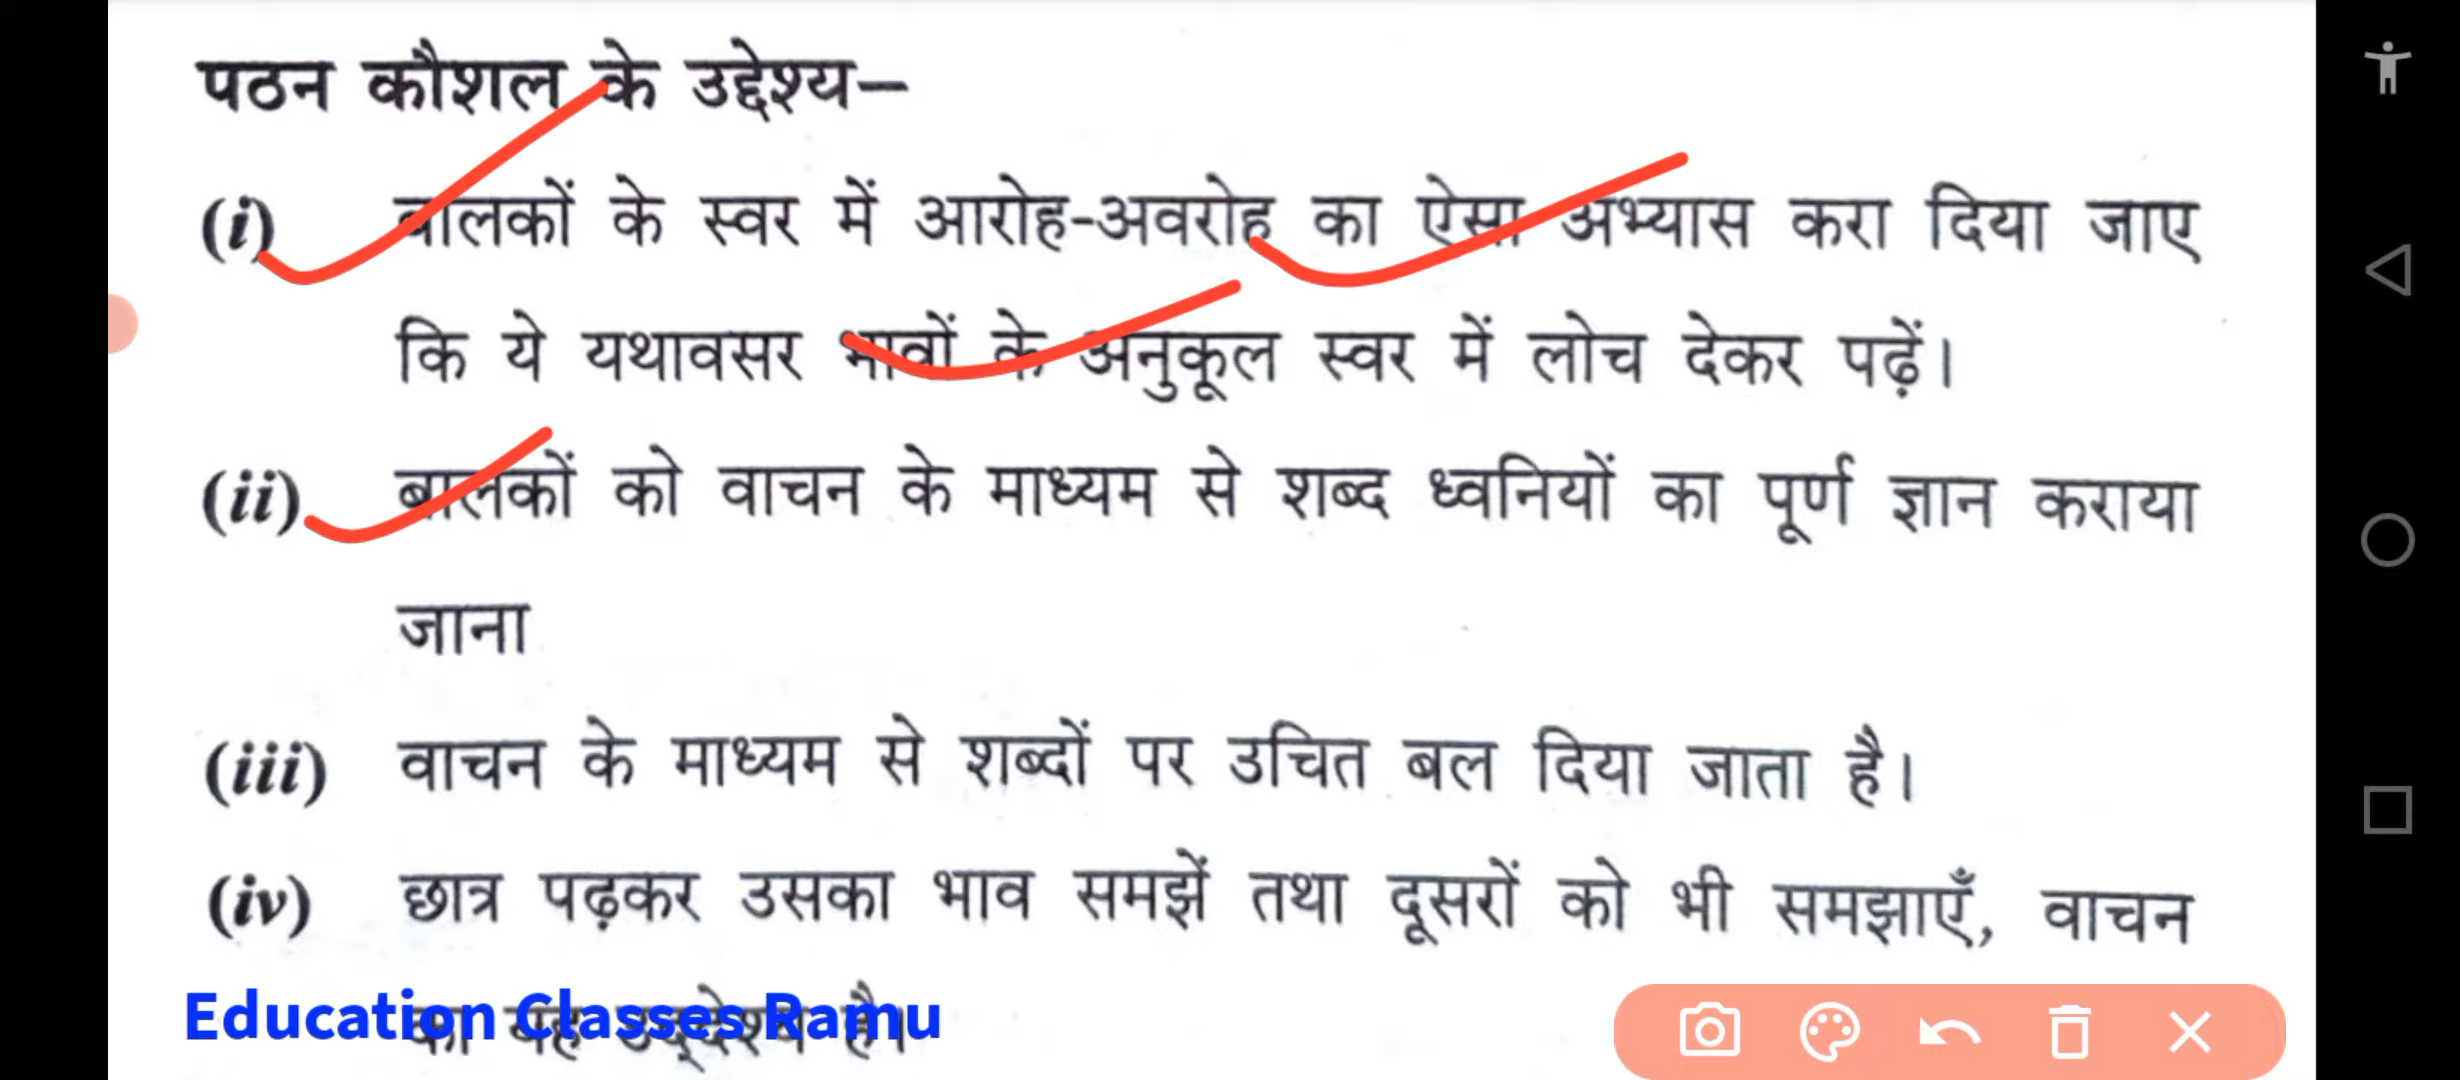 पठन कौशल के उद्देश्य–
(i) बालकों के स्वर में आरोह-अवरोह का ऐसा अभ्यास करा दिया जाए
कि ये यथावसर भावों के अनुकूल स्वर में लोच देकर पढ़ें।
(ii) बालकों को वाचन के माध्यम से शब्द ध्वनियों का पूर्ण ज्ञान कराया
जाना
(iii) वाचन के माध्यम से शब्दों पर उचित बल दिया जाता है।
(iv) छात्र पढ़कर उसका भाव समझें तथा दूसरों को भी समझाएँ, वाचन
का यह उद्देश्य है।
Education Classes Ramu